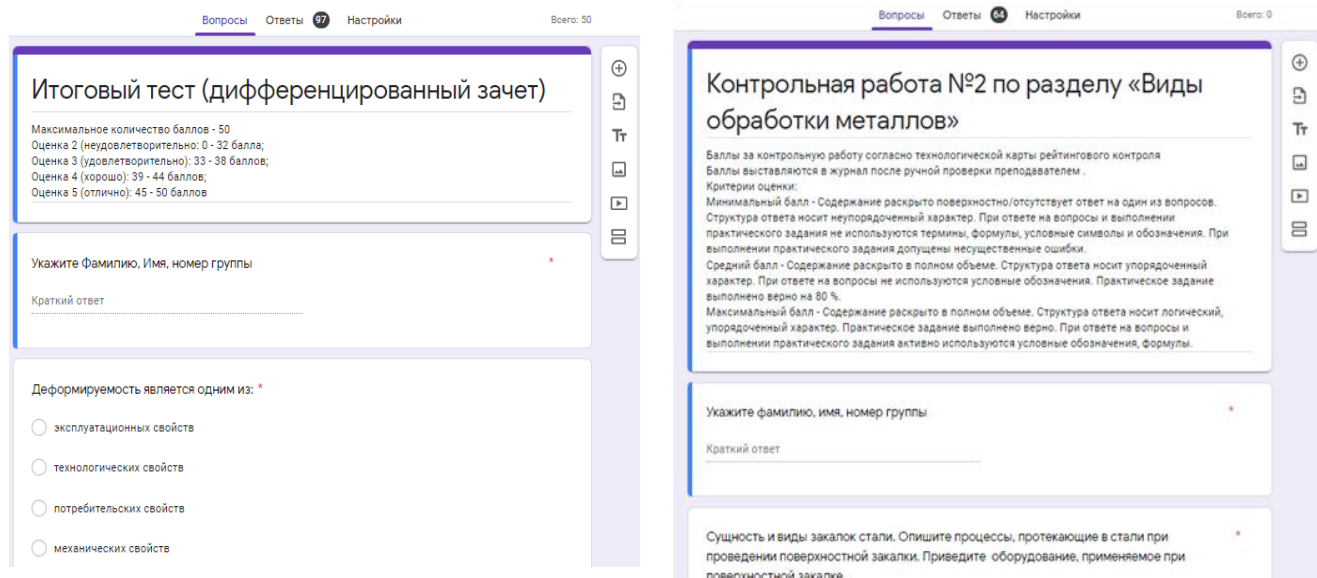 Вопросы Ответы 97 Настройки Всего: 50
Итоговый тест (дифференцированный зачет)
Максимальное количество баллов - 50
Оценка 2 (неудовлетворительно: 0 - 32 балла;
Оценка 3 (удовлетворительно): 33 - 38 баллов;
Оценка 4 (хорошо): 39 - 44 баллов;
Оценка 5 (отлично): 45 - 50 баллов
Укажите Фамилию, Имя, номер группы *
Краткий ответ
Деформируемость является одним из: *
эксплуатационных свойств
технологических свойств
потребительских свойств
механических свойств
Тт
Вопросы Ответы 64 Настройки Всего: 0
Контрольная работа №2 по разделу «Виды
обработки металлов»
Баллы за контрольную работу согласно технологической карты рейтингового контроля
Баллы выставляются в журнал после ручной проверки преподавателем .
Критерии оценки:
Минимальный балл - Содержание раскрыто поверхностно/отсутствует ответ на один из вопросов.
Структура ответа носит неупорядоченный характер. При ответе на вопросы и выполнении
практического задания не используются термины, формулы, условные символы и обозначения. При
выполнении практического задания допущены несущественные ошибки.
Средний балл - Содержание раскрыто в полном объеме. Структура ответа носит упорядоченный
характер. При ответе на вопросы не используются условные обозначения. Практическое задание
выполнено верно на 80 %.
Максимальный балл - Содержание раскрыто в полном объеме. Структура ответа носит логический,
упорядоченный характер. Практическое задание выполнено верно. При ответе на вопросы и
выполнении практического задания активно используются условные обозначения, формулы.
Укажите фамилию, имя, номер группы *
Краткий ответ
Сущность и виды закалок стали. Опишите процессы, протекающие в стали при *
проведении поверхностной закалки. Приведите оборудование, применяемое при
поверхностной закалке
Тт